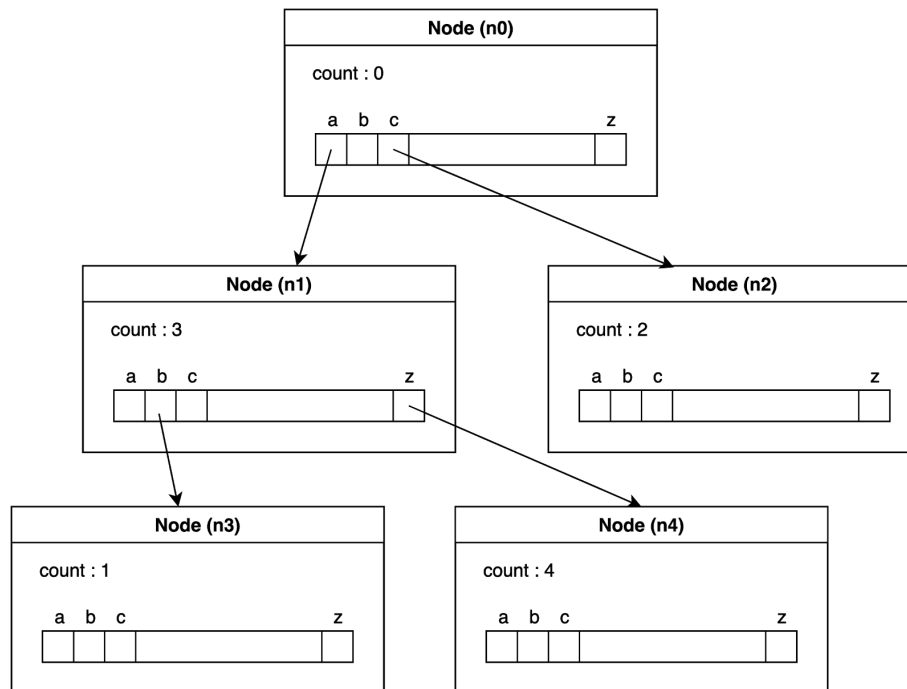 Node (n0)
count : 0
a b c z
Node (n1)
count : 3
a b c z
Node (n2)
count : 2
a b c z
Node (n3)
count : 1
a b c z
Node (n4)
count : 4
a b c z